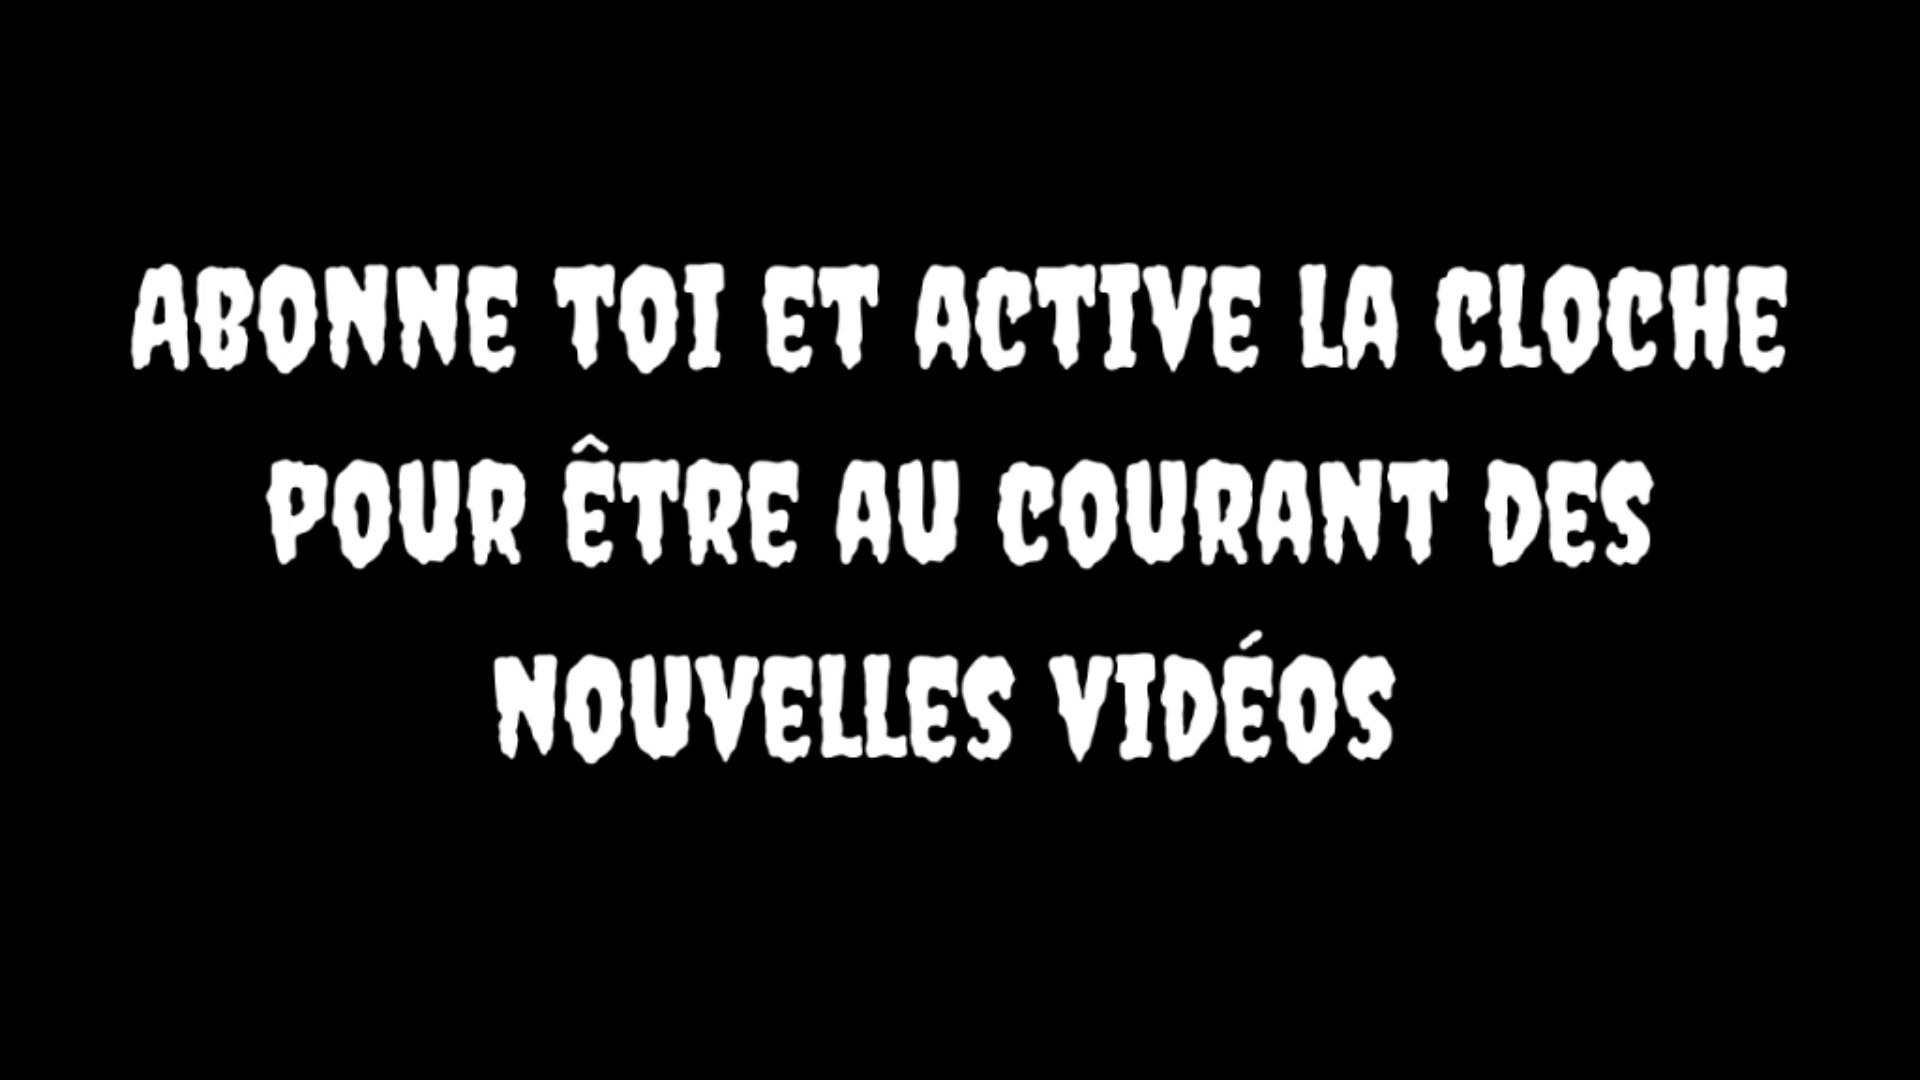 ABONNE TOI ET ACTIVE LA CLOCHE
POUR ÊTRE AU COURANT DES
NOUVELLES VIDÉOS